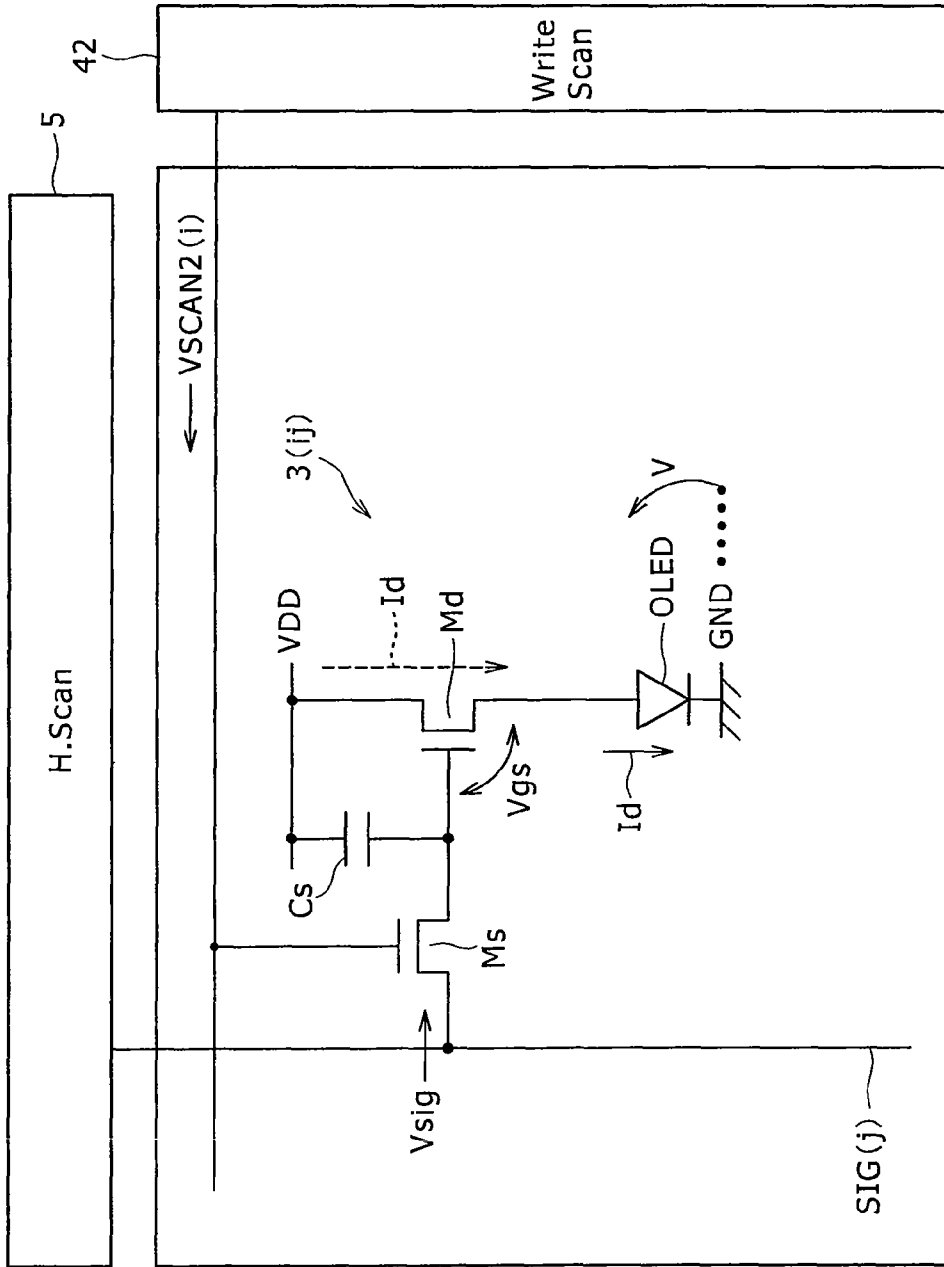 H.Scan
5
42
Write
Scan
VSCAN2(i)
3(ij)
VDD
Id
Cs
Md
Ms
Vgs
Vsig
V
OLED
GND
Id
SIG(j)